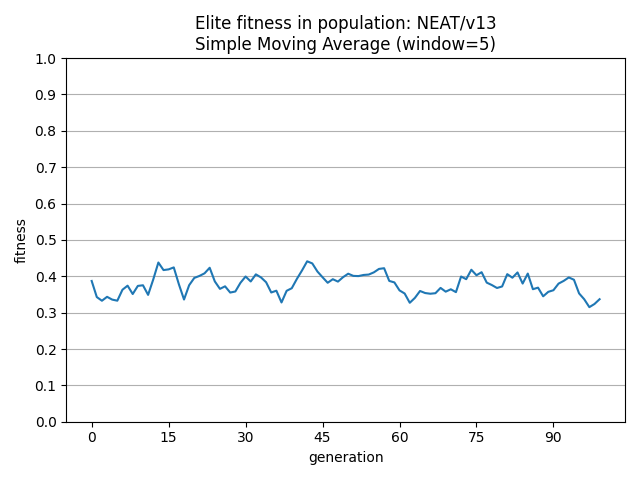 Elite fitness in population: NEAT/v13
Simple Moving Average (window=5)
1.0
0.9
0.8
0.7
0.6
0.5
0.4
0.3
0.2
0.1
0.0
fitness
0 15 30 45 60 75 90
generation